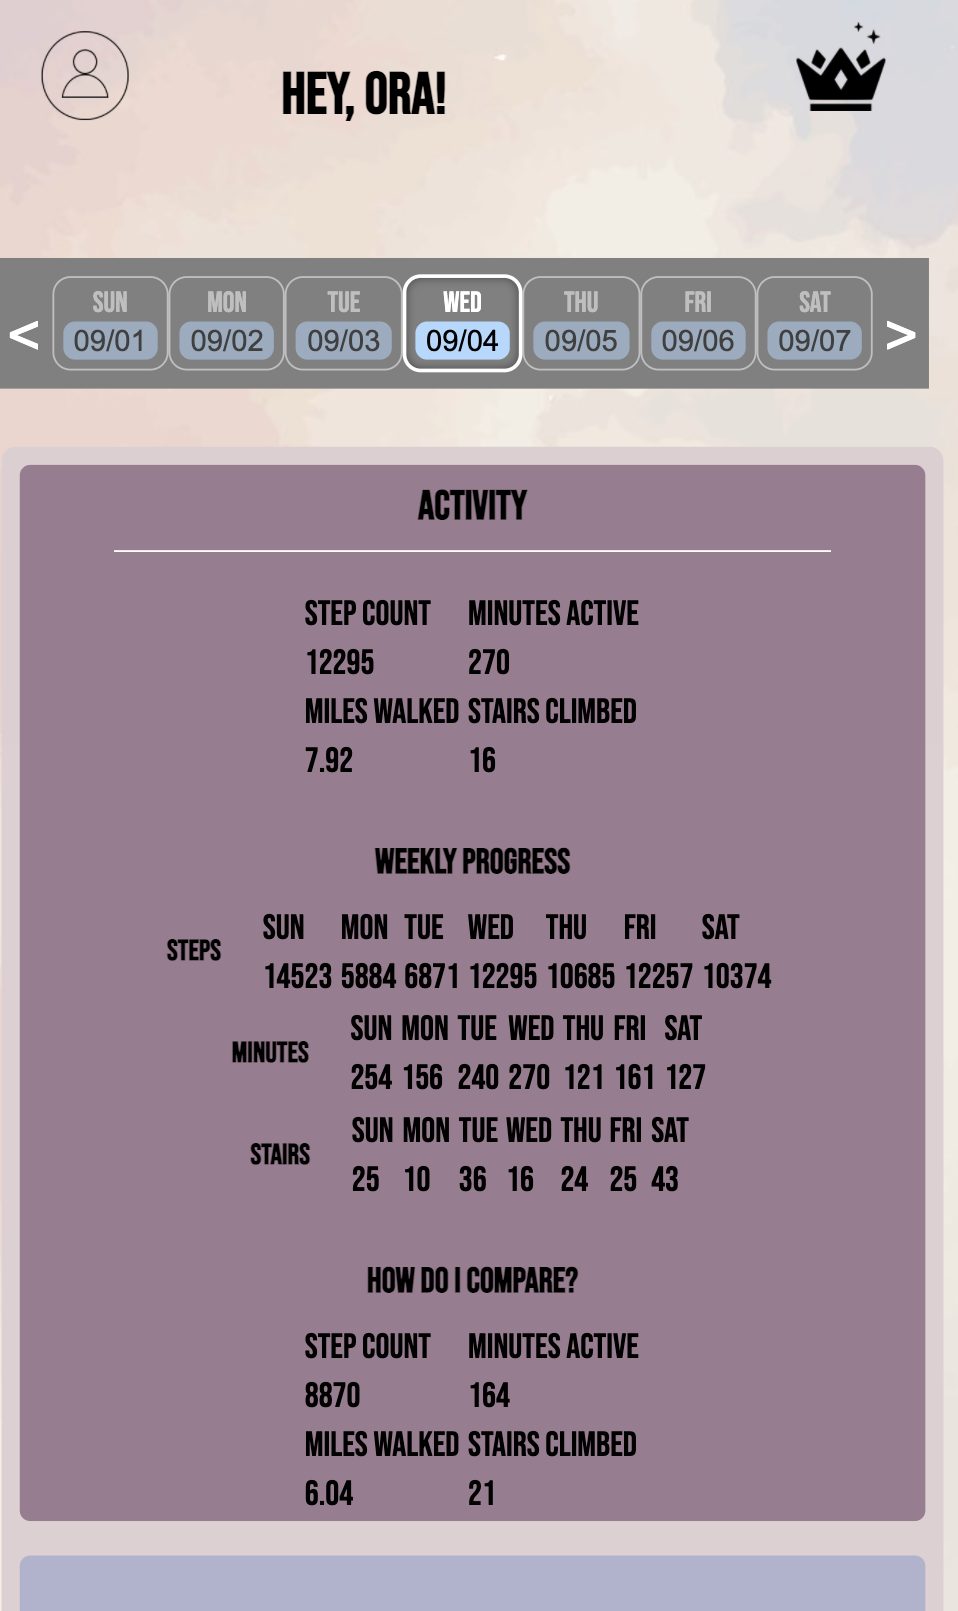 HEY, ORA!
< SUN MON TUE WED THU FRI SAT >
09/01 09/02 09/03 09/04 09/05 09/06 09/07
ACTIVITY
STEP COUNT MINUTES ACTIVE
12295 270
MILES WALKED STAIRS CLIMBED
7.92 16
WEEKLY PROGRESS
SUN MON TUE WED THU FRI SAT
STEPS
14523 5884 6871 12295 10685 12257 10374
SUN MON TUE WED THU FRI SAT
MINUTES
254 156 240 270 121 161 127
SUN MON TUE WED THU FRI SAT
STAIRS
25 10 36 16 24 25 43
HOW DO I COMPARE?
STEP COUNT MINUTES ACTIVE
8870 164
MILES WALKED STAIRS CLIMBED
6.04 21